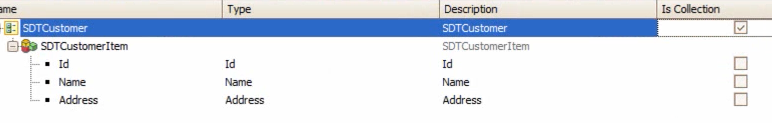 ame Type Description Is Collection
SDTCustomer SDTCustomer
SDTCustomerItem SDTCustomerItem
Id Id Id
Name Name Name
Address Address Address